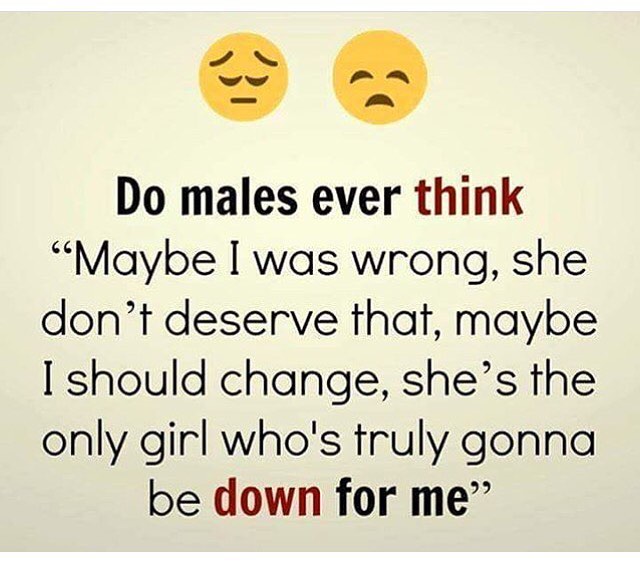 Do males ever think
“Maybe I was wrong, she
don’t deserve that, maybe
I should change, she’s the
only girl who's truly gonna
be down for me”